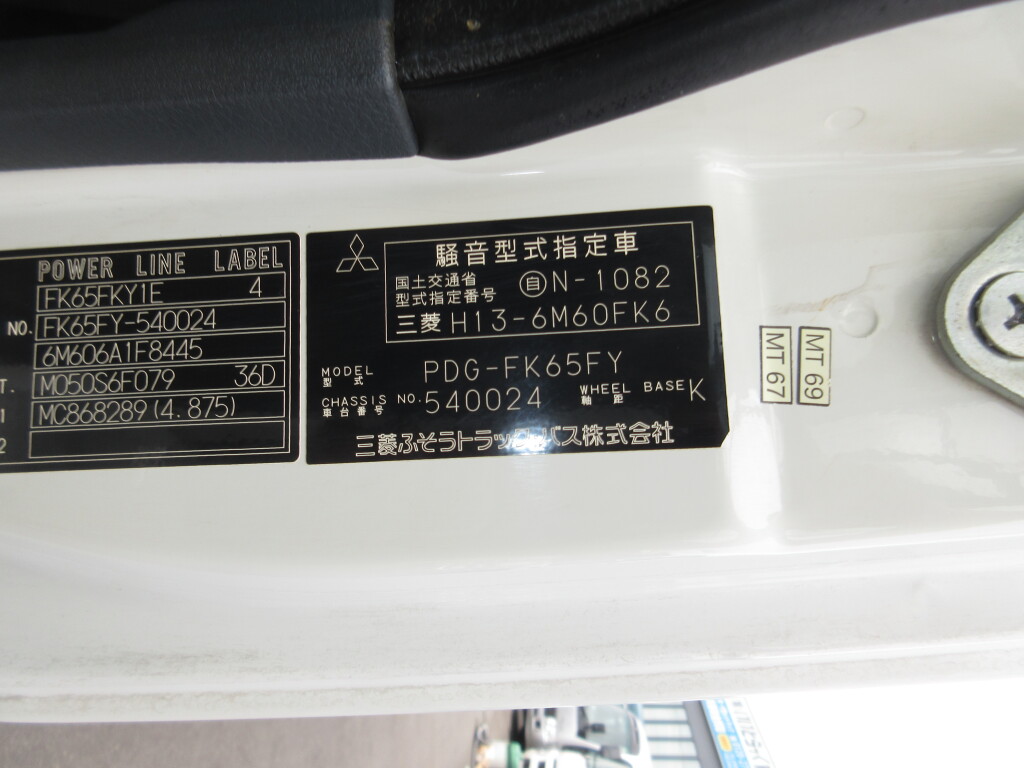 POWER LINE LABEL
FK65FKY1E 4
NO. FK65FY-540024
6M606A1F8445
T. M050S6F079 36D
1 MC868289(4.875)
2
騒音型式指定車
国土交通省
型式指定番号
自 N-1082
三菱 H13-6M60FK6
MODEL
型式
PDG-FK65FY
CHASSIS NO.
車台番号
540024
WHEEL BASE
軸距
K
三菱ふそうトラック・バス株式会社
MT 67
MT 69